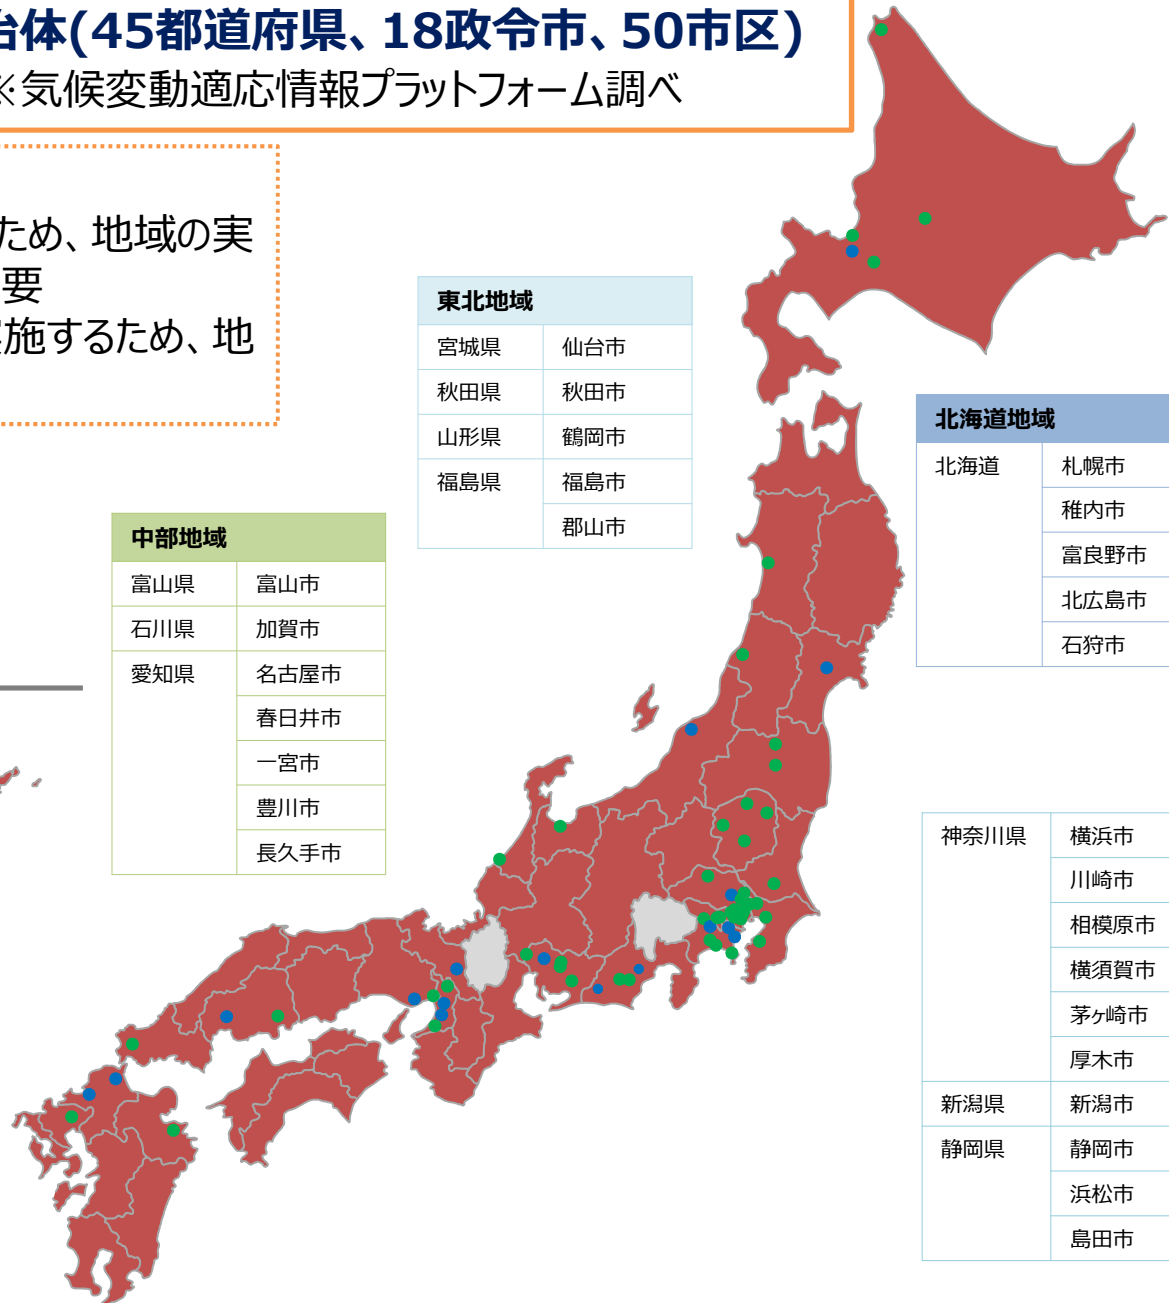 治体(45都道府県、18政令市、50市区)
※気候変動適応情報プラットフォーム調べ
ため、地域の実
要
施するため、地
東北地域
宮城県 仙台市
秋田県 秋田市
山形県 鶴岡市
福島県 福島市
郡山市
北海道地域
北海道 札幌市
稚内市
富良野市
北広島市
石狩市
中部地域
富山県 富山市
石川県 加賀市
愛知県 名古屋市
春日井市
一宮市
豊川市
長久手市
神奈川県 横浜市
川崎市
相模原市
横須賀市
茅ヶ崎市
厚木市
新潟県 新潟市
静岡県 静岡市
浜松市
島田市